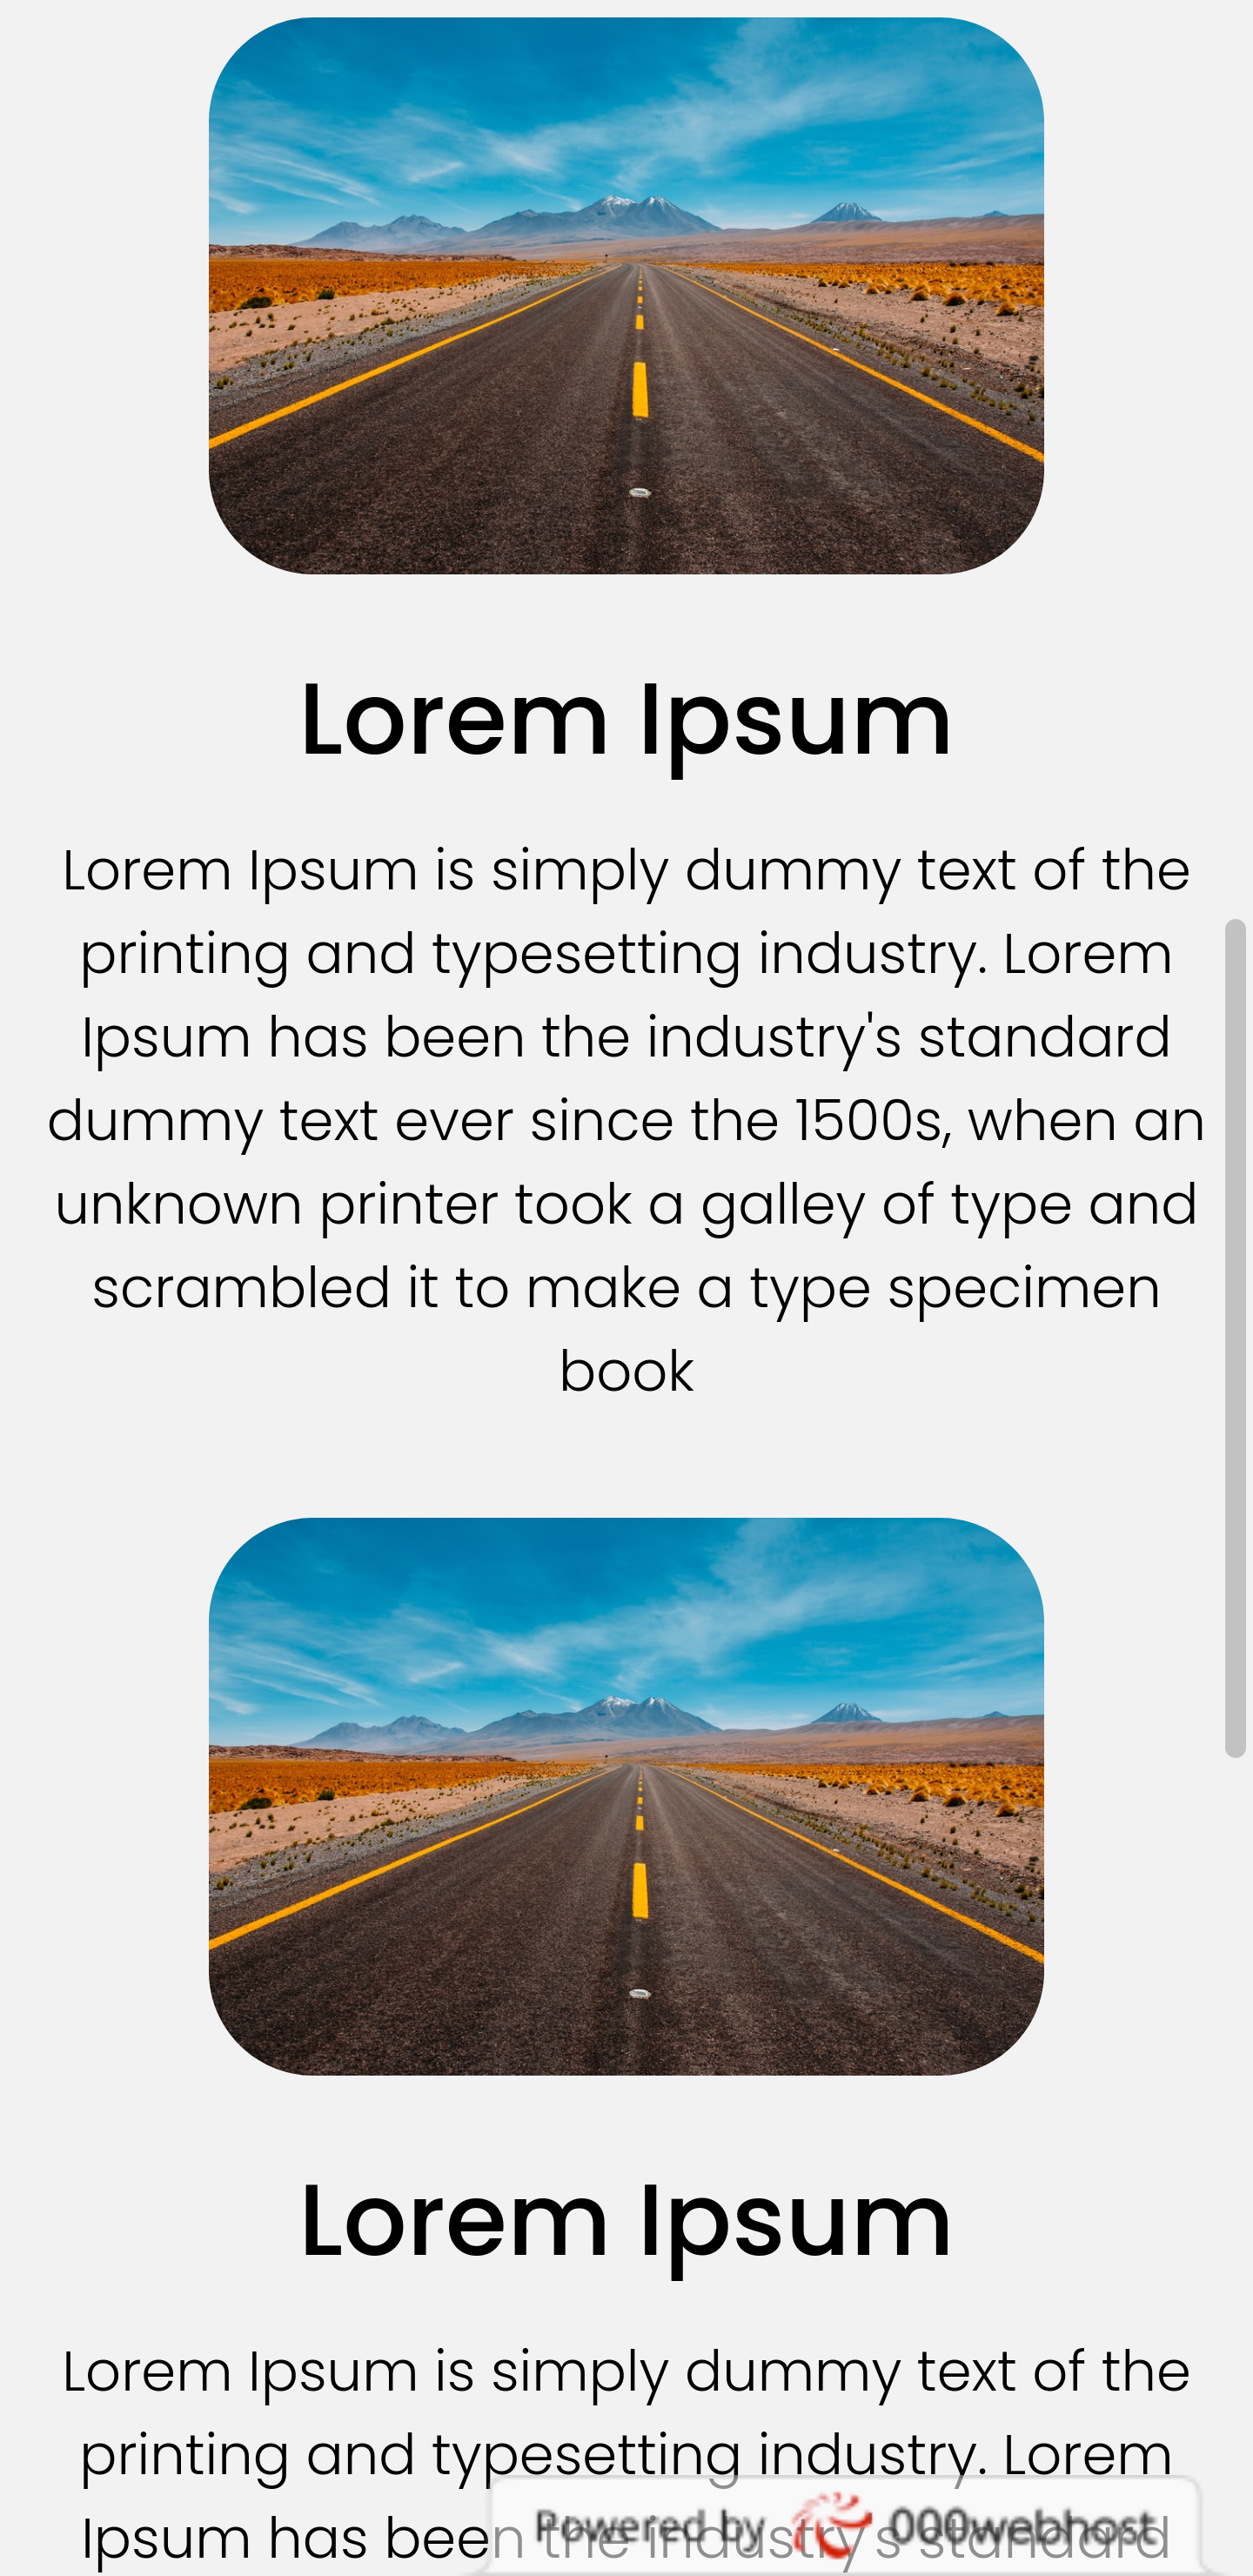 Lorem Ipsum
Lorem Ipsum is simply dummy text of the
printing and typesetting industry. Lorem
Ipsum has been the industry's standard
dummy text ever since the 1500s, when an
unknown printer took a galley of type and
scrambled it to make a type specimen
book
Lorem Ipsum
Lorem Ipsum is simply dummy text of the
printing and typesetting industry. Lorem
Ipsum has been the industry's standard
Powered by 000webhost